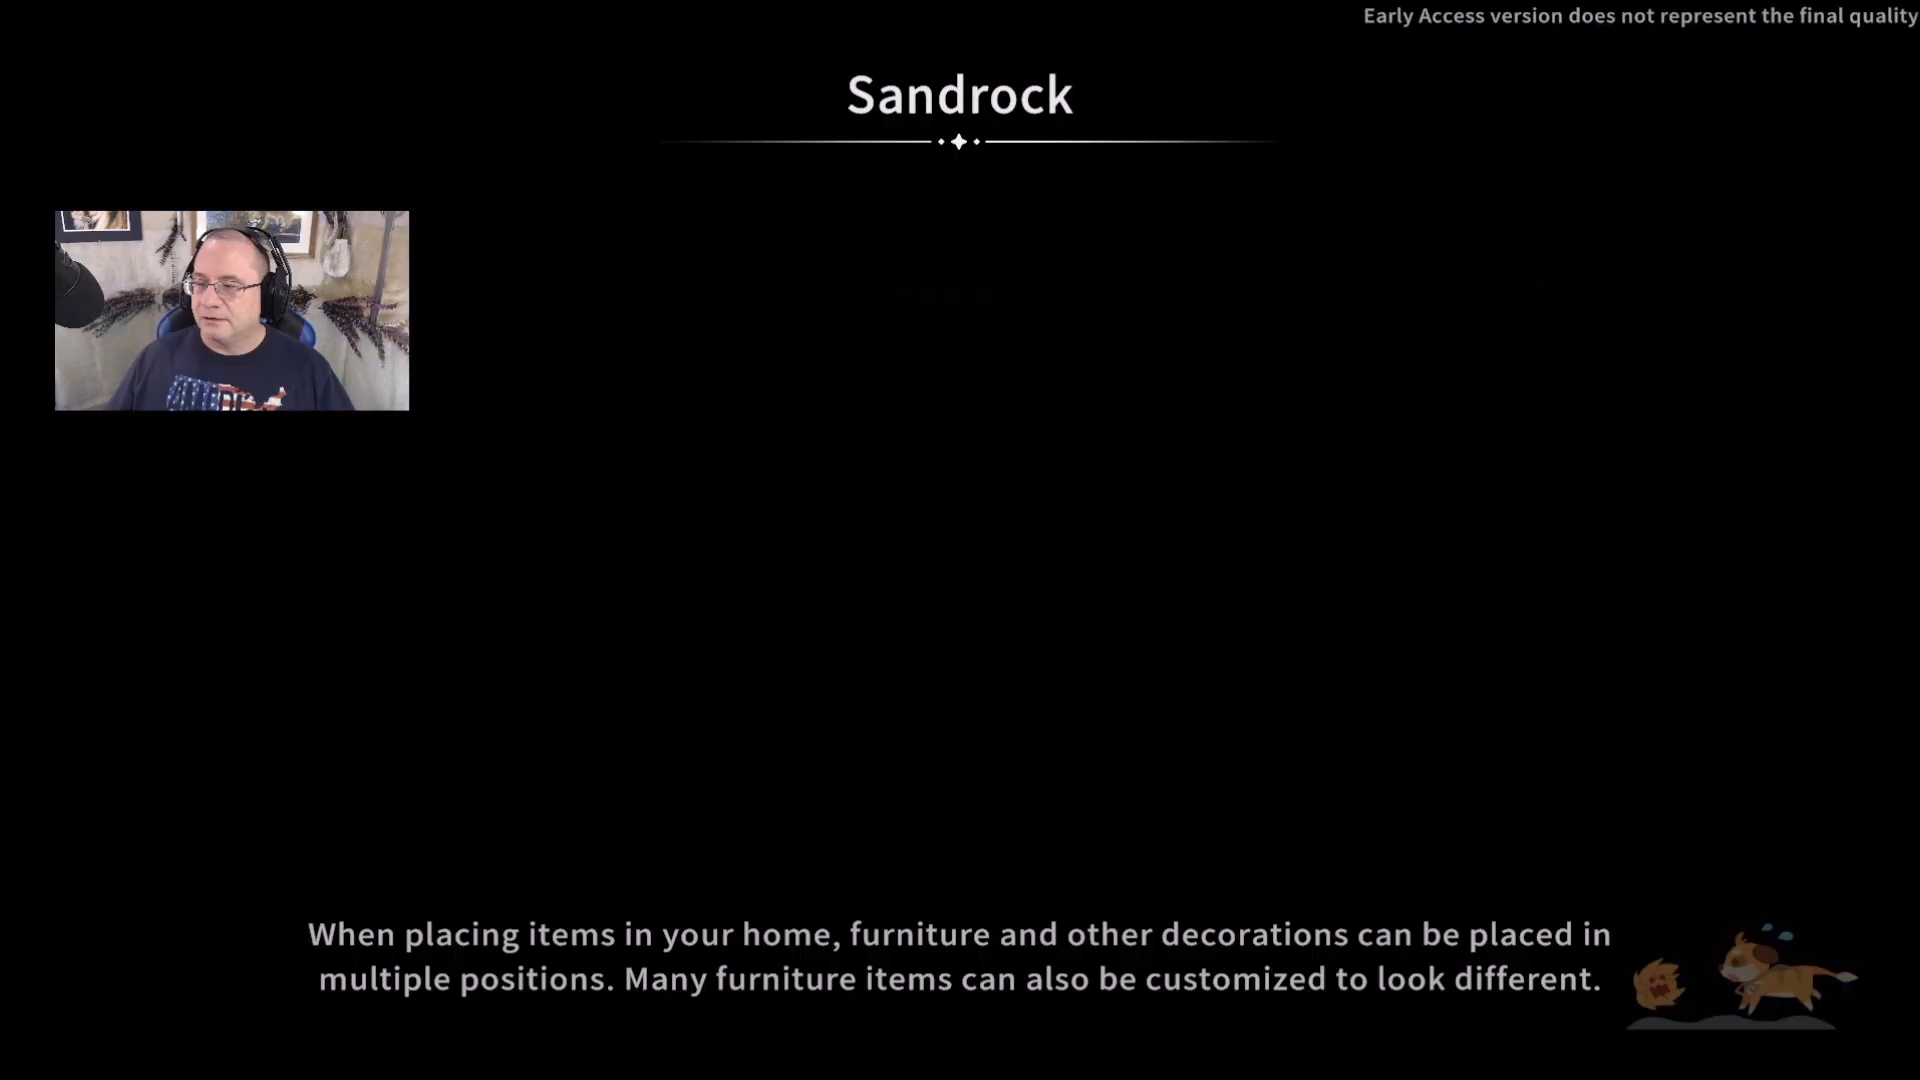 Early Access version does not represent the final quality
Sandrock
When placing items in your home, furniture and other decorations can be placed in
multiple positions. Many furniture items can also be customized to look different.